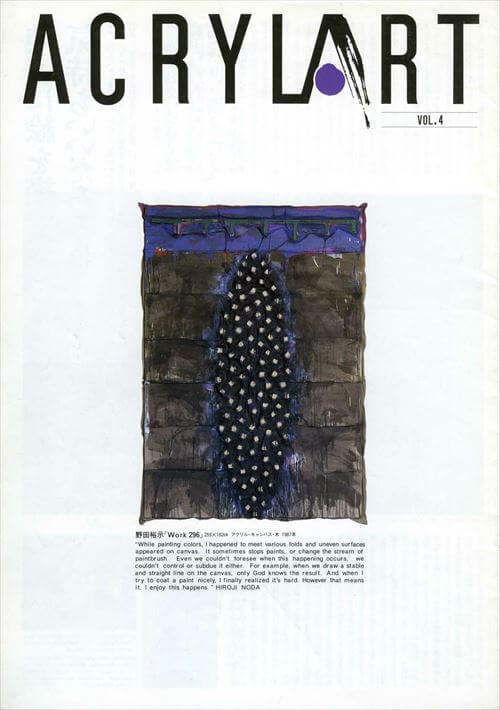 ACRYLART
VOL.4
野田裕示「Work 296」 258×182cm アクリル・キャンバス・木 1987年
"While painting colors, I happened to meet various folds and uneven surfaces
appeared on canvas. It sometimes stops paints, or change the stream of
paintbrush. Even we couldn't foresee when this happening occurs, we
couldn't control or subdue it either. For example, when we draw a stable
and straight line on the canvas, only God knows the result. And when I
try to coat a paint nicely, I finally realized it's hard. However that means
it. I enjoy this happens." HIROJI NODA